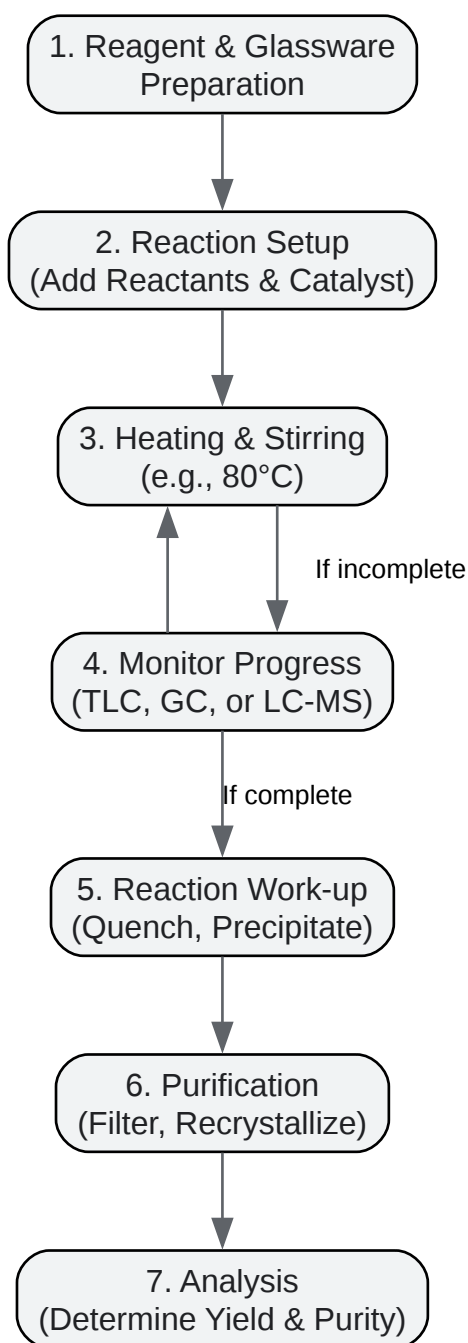 1. Reagent & Glassware
Preparation
2. Reaction Setup
(Add Reactants & Catalyst)
3. Heating & Stirring
(e.g., 80°C)
If incomplete
4. Monitor Progress
(TLC, GC, or LC-MS)
If complete
5. Reaction Work-up
(Quench, Precipitate)
6. Purification
(Filter, Recrystallize)
7. Analysis
(Determine Yield & Purity)